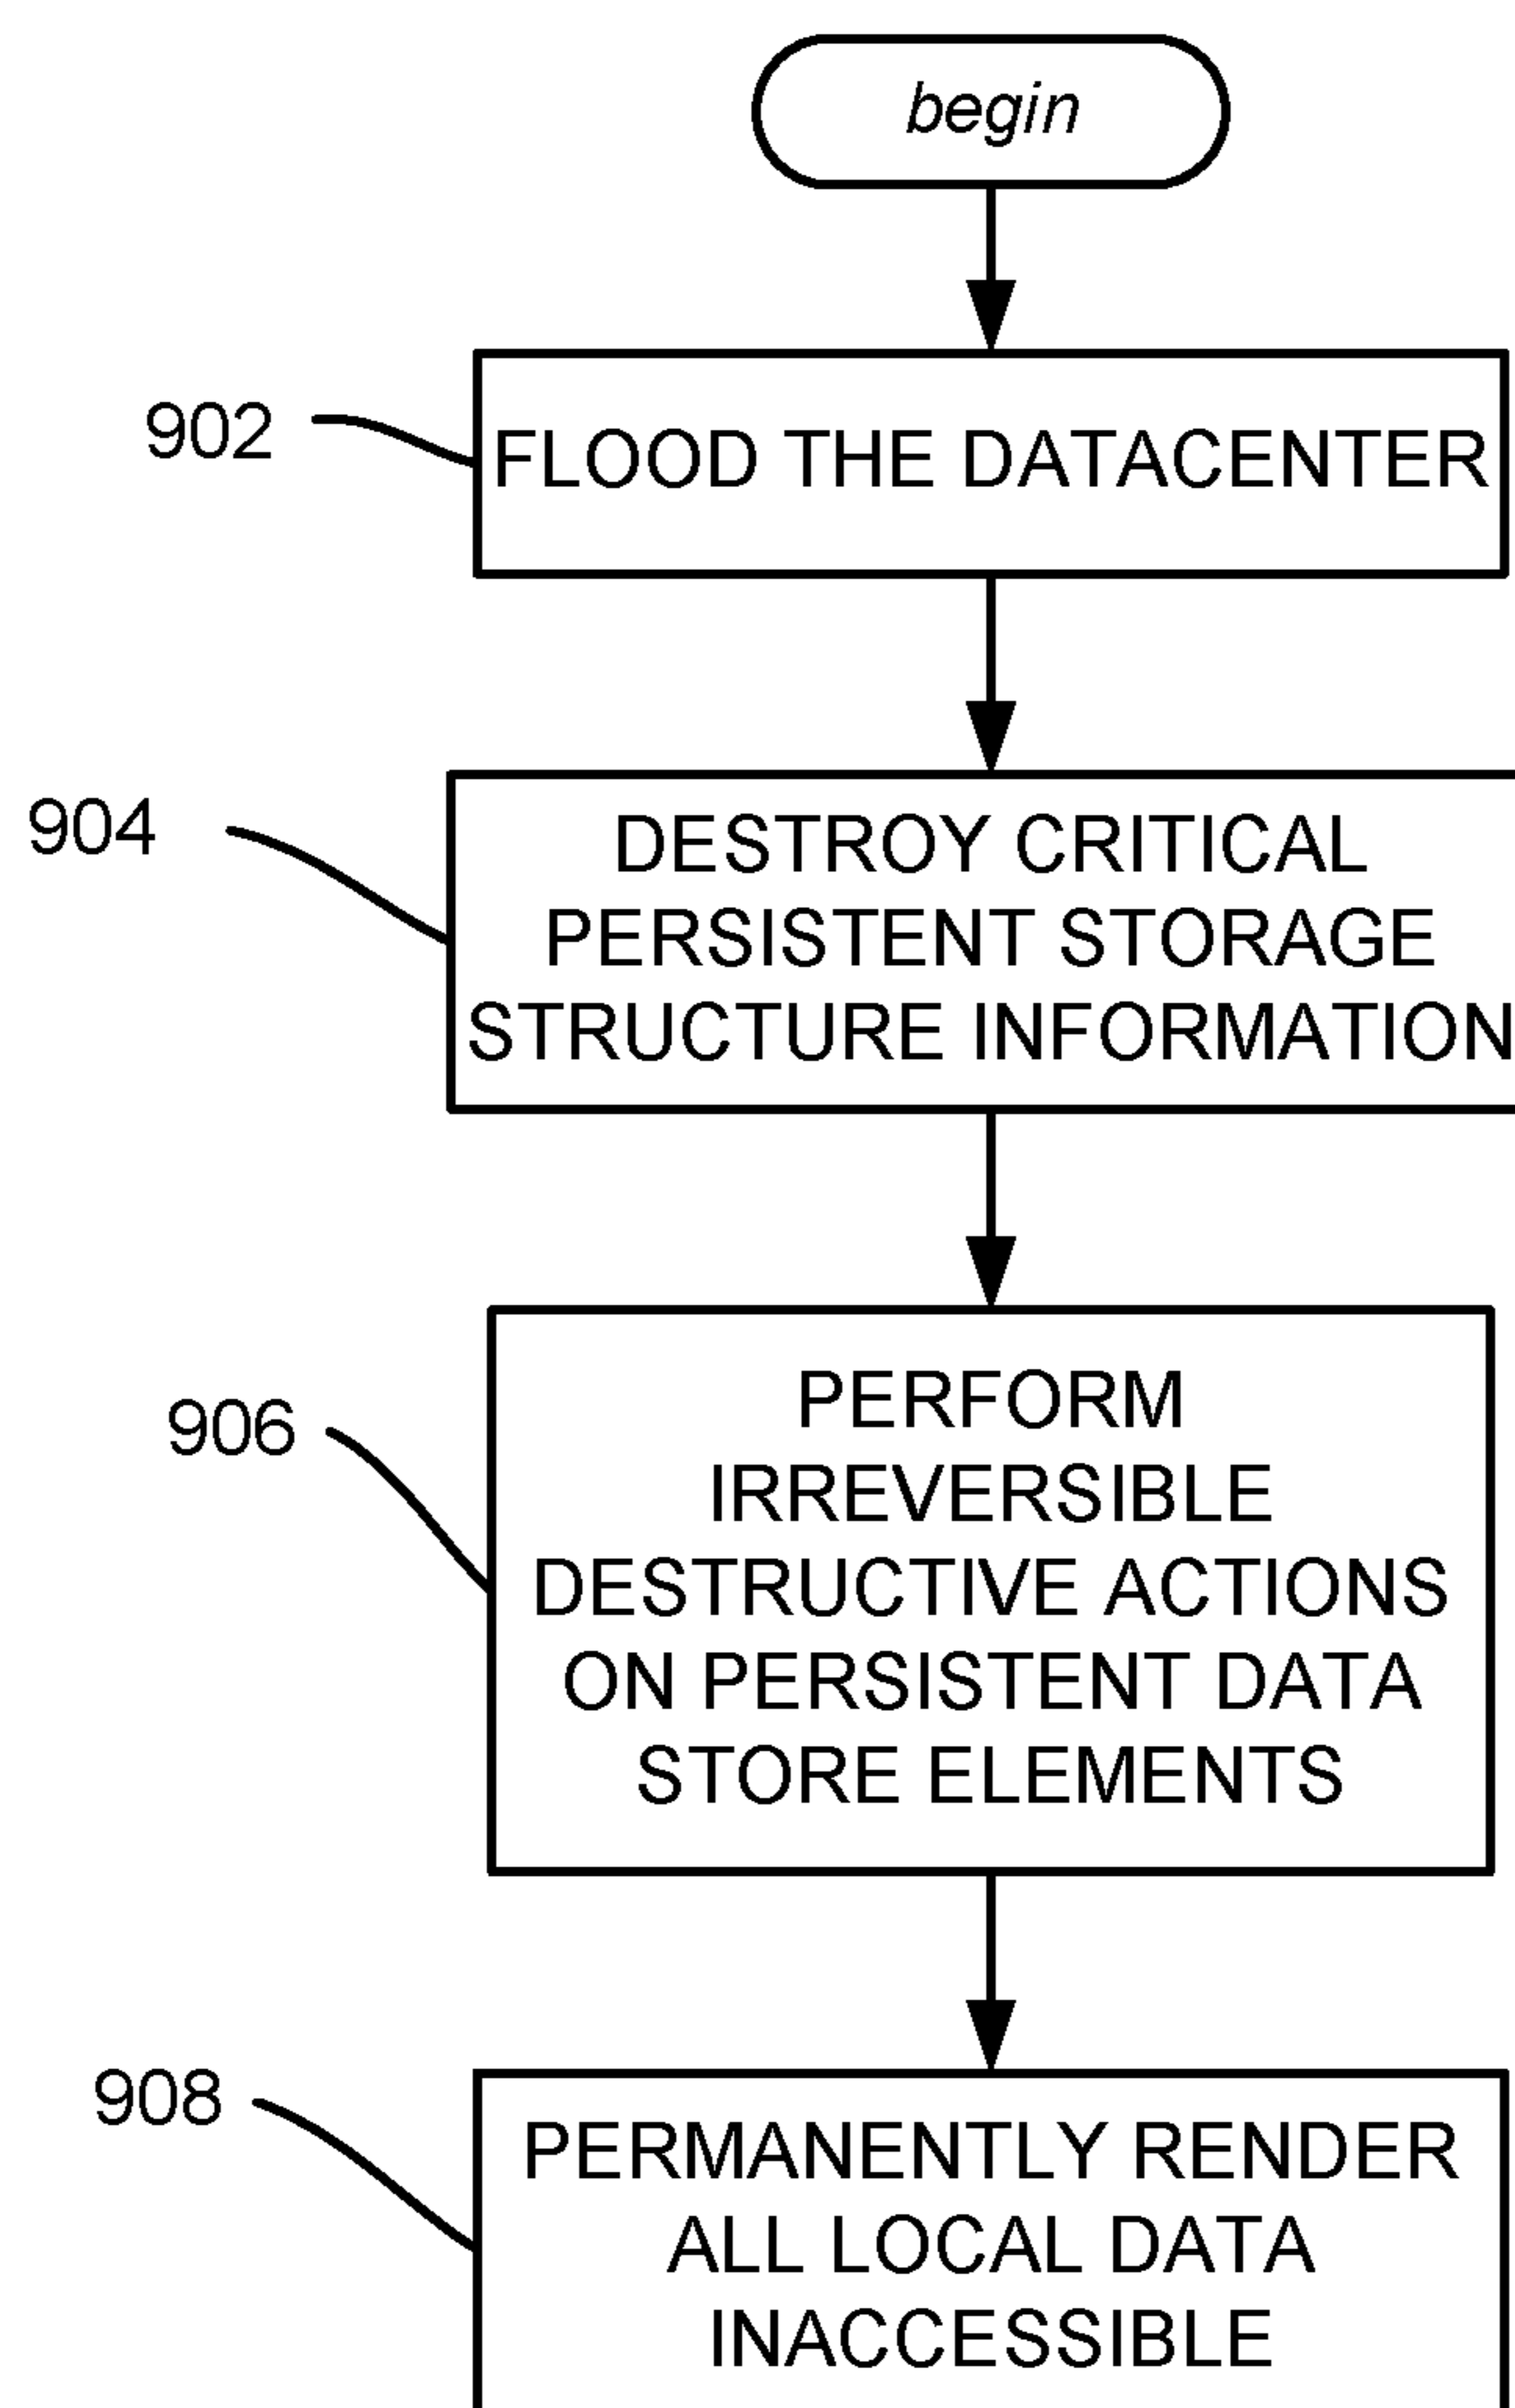 begin
902
FLOOD THE DATACENTER
904
DESTROY CRITICAL
PERSISTENT STORAGE
STRUCTURE INFORMATION
906
PERFORM
IRREVERSIBLE
DESTRUCTIVE ACTIONS
ON PERSISTENT DATA
STORE ELEMENTS
908
PERMANENTLY RENDER
ALL LOCAL DATA
INACCESSIBLE